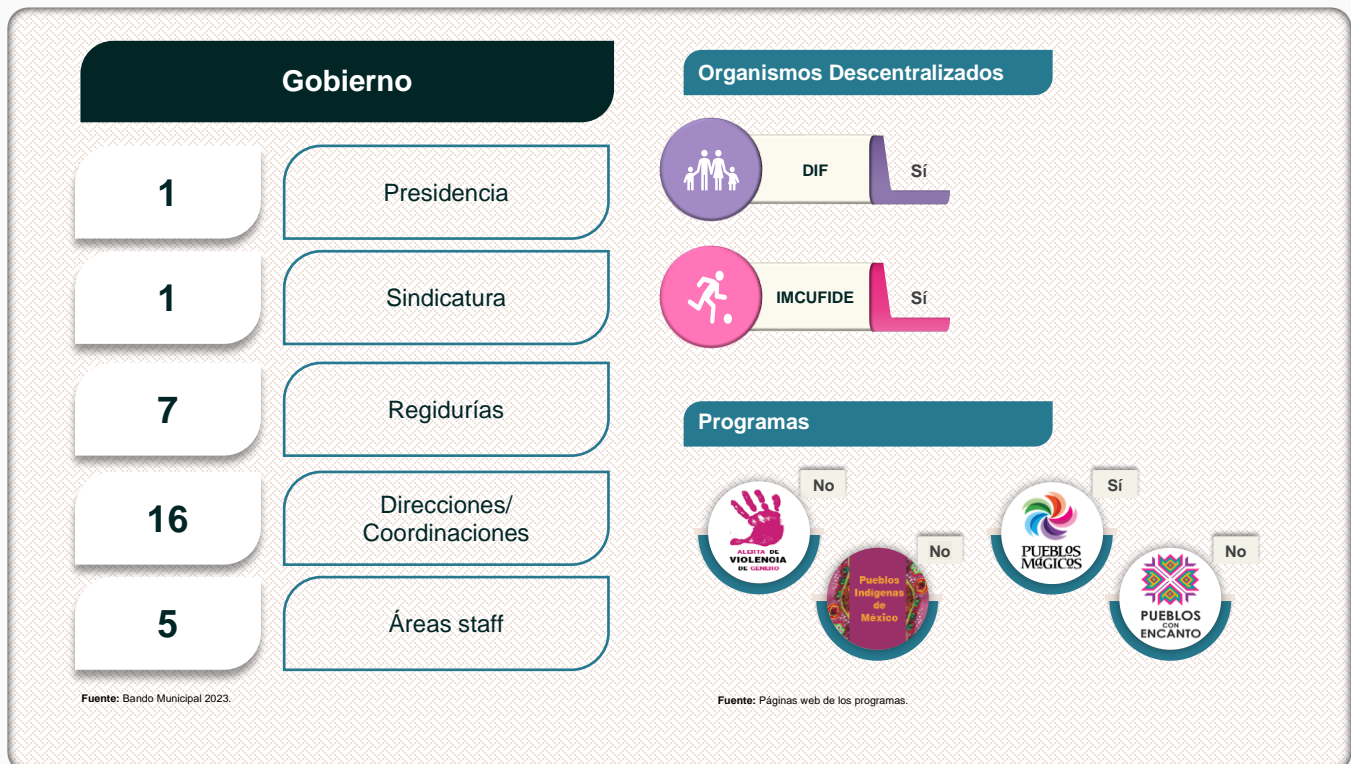 Gobierno
1
Presidencia
1
Sindicatura
7
Regidurías
16
Direcciones/
Coordinaciones
5
Áreas staff
Fuente: Bando Municipal 2023.
Organismos Descentralizados
DIF
Sí
IMCUFIDE
Sí
Programas
No
ALERTA DE
VIOLENCIA
DE GÉNERO
No
Pueblos
Indígenas
de
México
Sí
PUEBLOS
MÁGICOS
No
PUEBLOS
CON
ENCANTO
Fuente: Páginas web de los programas.